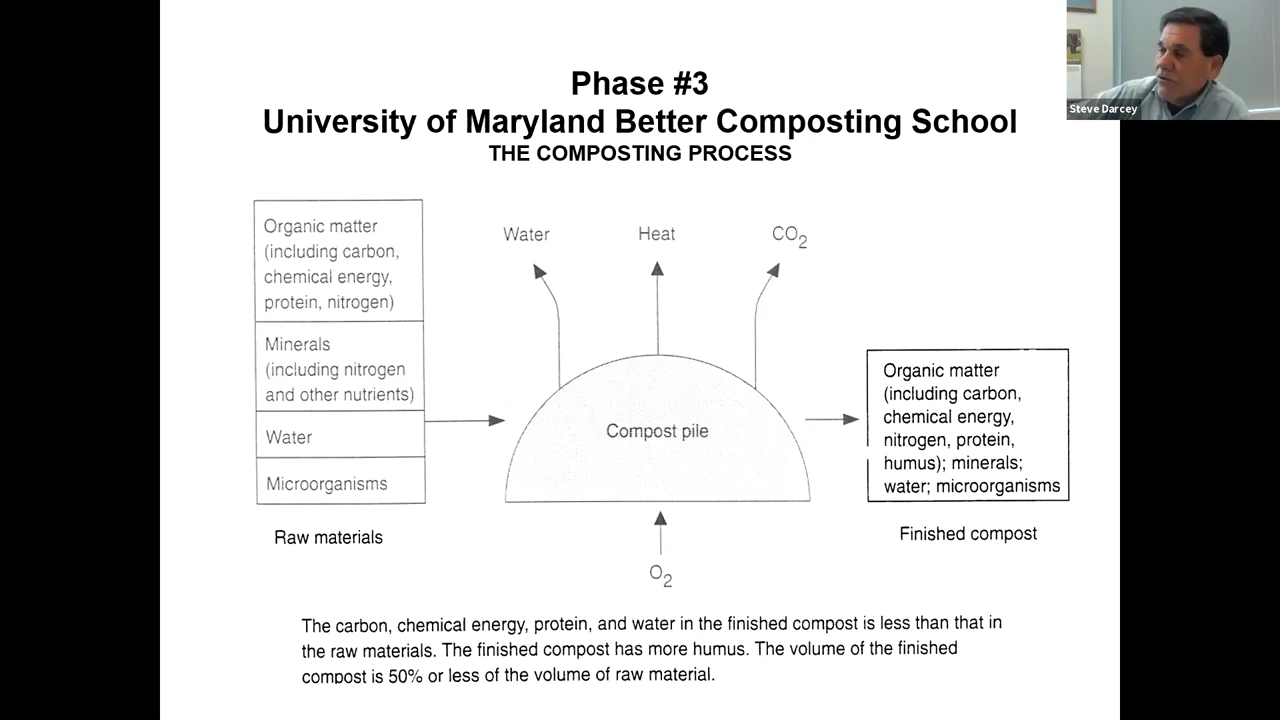 Phase #3
University of Maryland Better Composting School
THE COMPOSTING PROCESS
Steve Darcey
Organic matter
(including carbon,
chemical energy,
protein, nitrogen)
Minerals
(including nitrogen
and other nutrients)
Water
Microorganisms
Raw materials
Water
Heat
CO2
Compost pile
O2
Organic matter
(including carbon,
chemical energy,
nitrogen, protein,
humus); minerals;
water; microorganisms
Finished compost
The carbon, chemical energy, protein, and water in the finished compost is less than that in
the raw materials. The finished compost has more humus. The volume of the finished
compost is 50% or less of the volume of raw material.